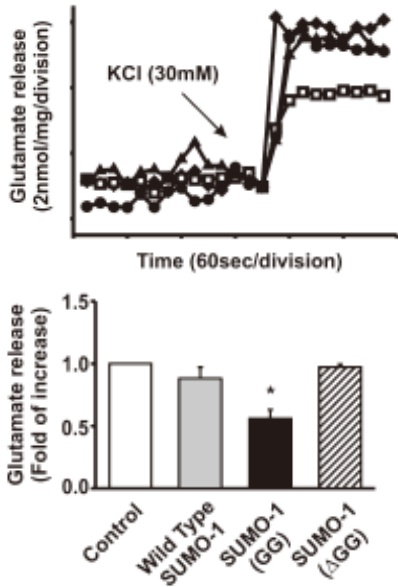 Glutamate release
(2nmol/mg/division)
KCl (30mM)
Time (60sec/division)
Glutamate release
(Fold of increase)
1.5
1.0
0.5
0.0
*
Control
Wild Type
SUMO-1
SUMO-1
(GG)
SUMO-1
(ΔGG)